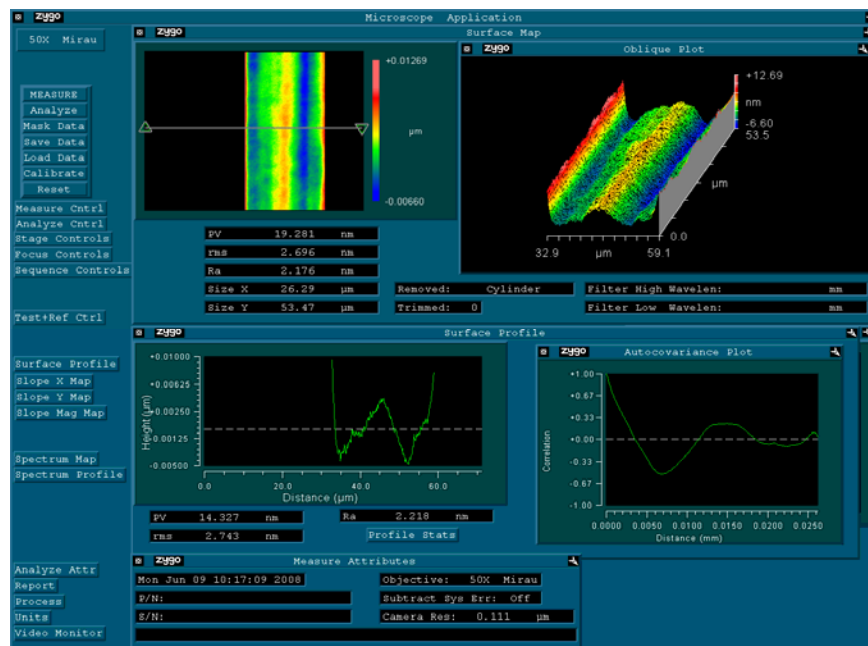 zygo Microscope Application
50X Mirau
MEASURE
Analyze
Mask Data
Save Data
Load Data
Calibrate
Reset
Measure Cntrl
Analyze Cntrl
Stage Controls
Focus Controls
Sequence Controls
Test+Ref Ctrl
Surface Profile
Slope X Map
Slope Y Map
Slope Mag Map
Spectrum Map
Spectrum Profile
Analyze Attr
Report
Process
Units
Video Monitor
zygo Surface Map
+0.01269
µm
-0.00660
zygo Oblique Plot
+12.69
nm
-6.60
53.5
µm
0.0
32.9 µm 59.1
PV 19.281 nm
rms 2.696 nm
Ra 2.176 nm
Size X 26.29 µm
Size Y 53.47 µm
Removed: Cylinder
Trimmed: 0
Filter High Wavelen: mm
Filter Low Wavelen: mm
zygo Surface Profile
+0.01000
+0.00625
+0.00250
-0.00125
-0.00500
Height (µm)
0.0 20.0 40.0 60.0
Distance (µm)
PV 14.327 nm
rms 2.743 nm
Ra 2.218 nm
Profile Stats
zygo Autocovariance Plot
+1.00
+0.67
+0.33
+0.00
-0.33
-0.67
-1.00
Correlation
0.0000 0.0050 0.0100 0.0150 0.0200 0.0250
Distance (mm)
zygo Measure Attributes
Mon Jun 09 10:17:09 2008
P/N:
S/N:
Objective: 50X Mirau
Subtract Sys Err: Off
Camera Res: 0.111 µm